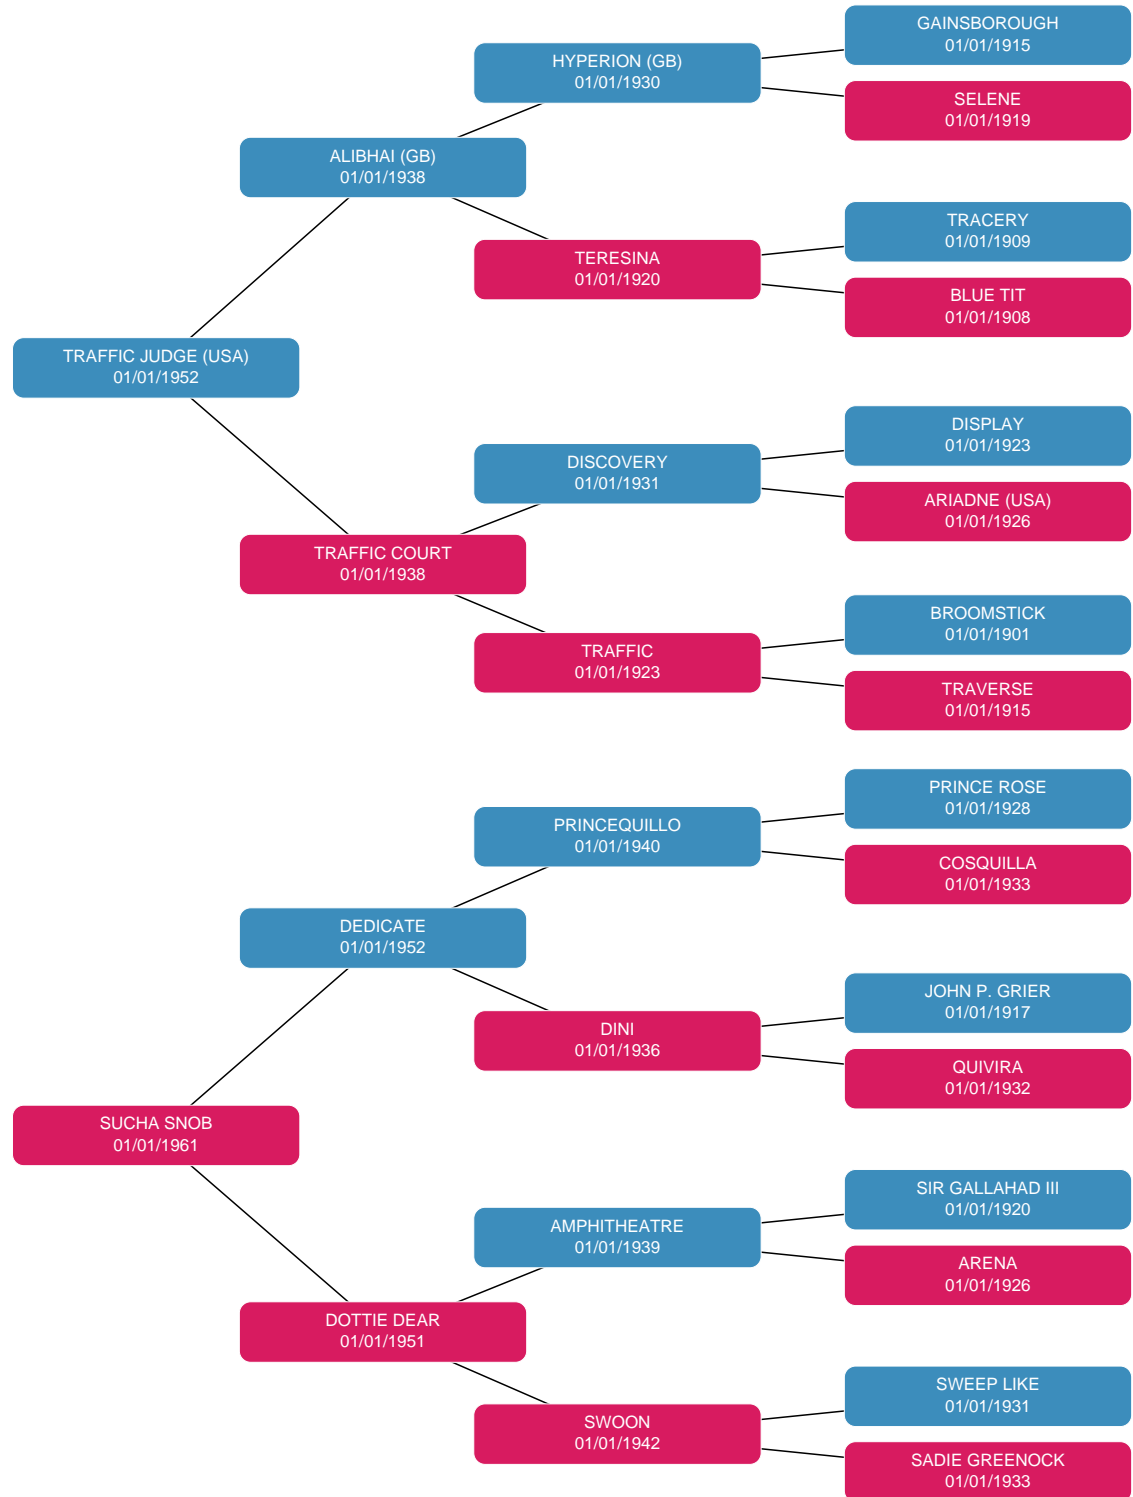 GAINSBOROUGH
01/01/1915
HYPERION (GB)
01/01/1930
SELENE
01/01/1919
ALIBHAI (GB)
01/01/1938
TRACERY
01/01/1909
TERESINA
01/01/1920
BLUE TIT
01/01/1908
TRAFFIC JUDGE (USA)
01/01/1952
DISPLAY
01/01/1923
DISCOVERY
01/01/1931
ARIADNE (USA)
01/01/1926
TRAFFIC COURT
01/01/1938
BROOMSTICK
01/01/1901
TRAFFIC
01/01/1923
TRAVERSE
01/01/1915
PRINCE ROSE
01/01/1928
PRINCEQUILLO
01/01/1940
COSQUILLA
01/01/1933
DEDICATE
01/01/1952
JOHN P. GRIER
01/01/1917
DINI
01/01/1936
QUIVIRA
01/01/1932
SUCHA SNOB
01/01/1961
SIR GALLAHAD III
01/01/1920
AMPHITHEATRE
01/01/1939
ARENA
01/01/1926
DOTTIE DEAR
01/01/1951
SWEEP LIKE
01/01/1931
SWOON
01/01/1942
SADIE GREENOCK
01/01/1933